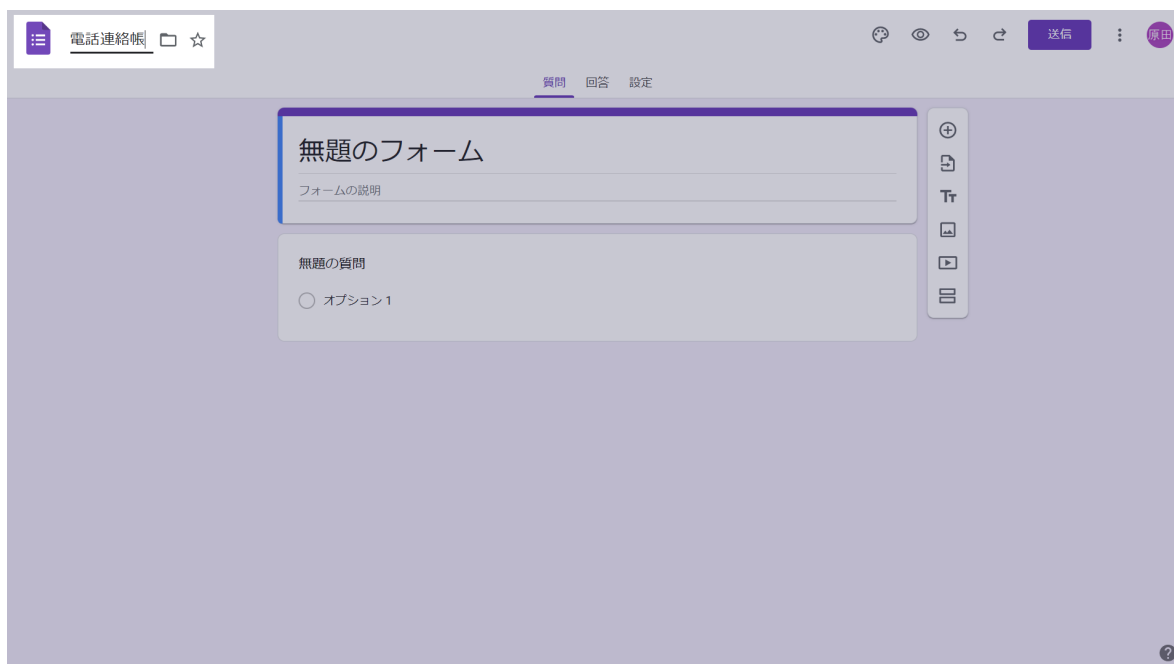 電話連絡帳
送信
原田
質問 回答 設定
無題のフォーム
フォームの説明
Tт
無題の質問
オプション 1